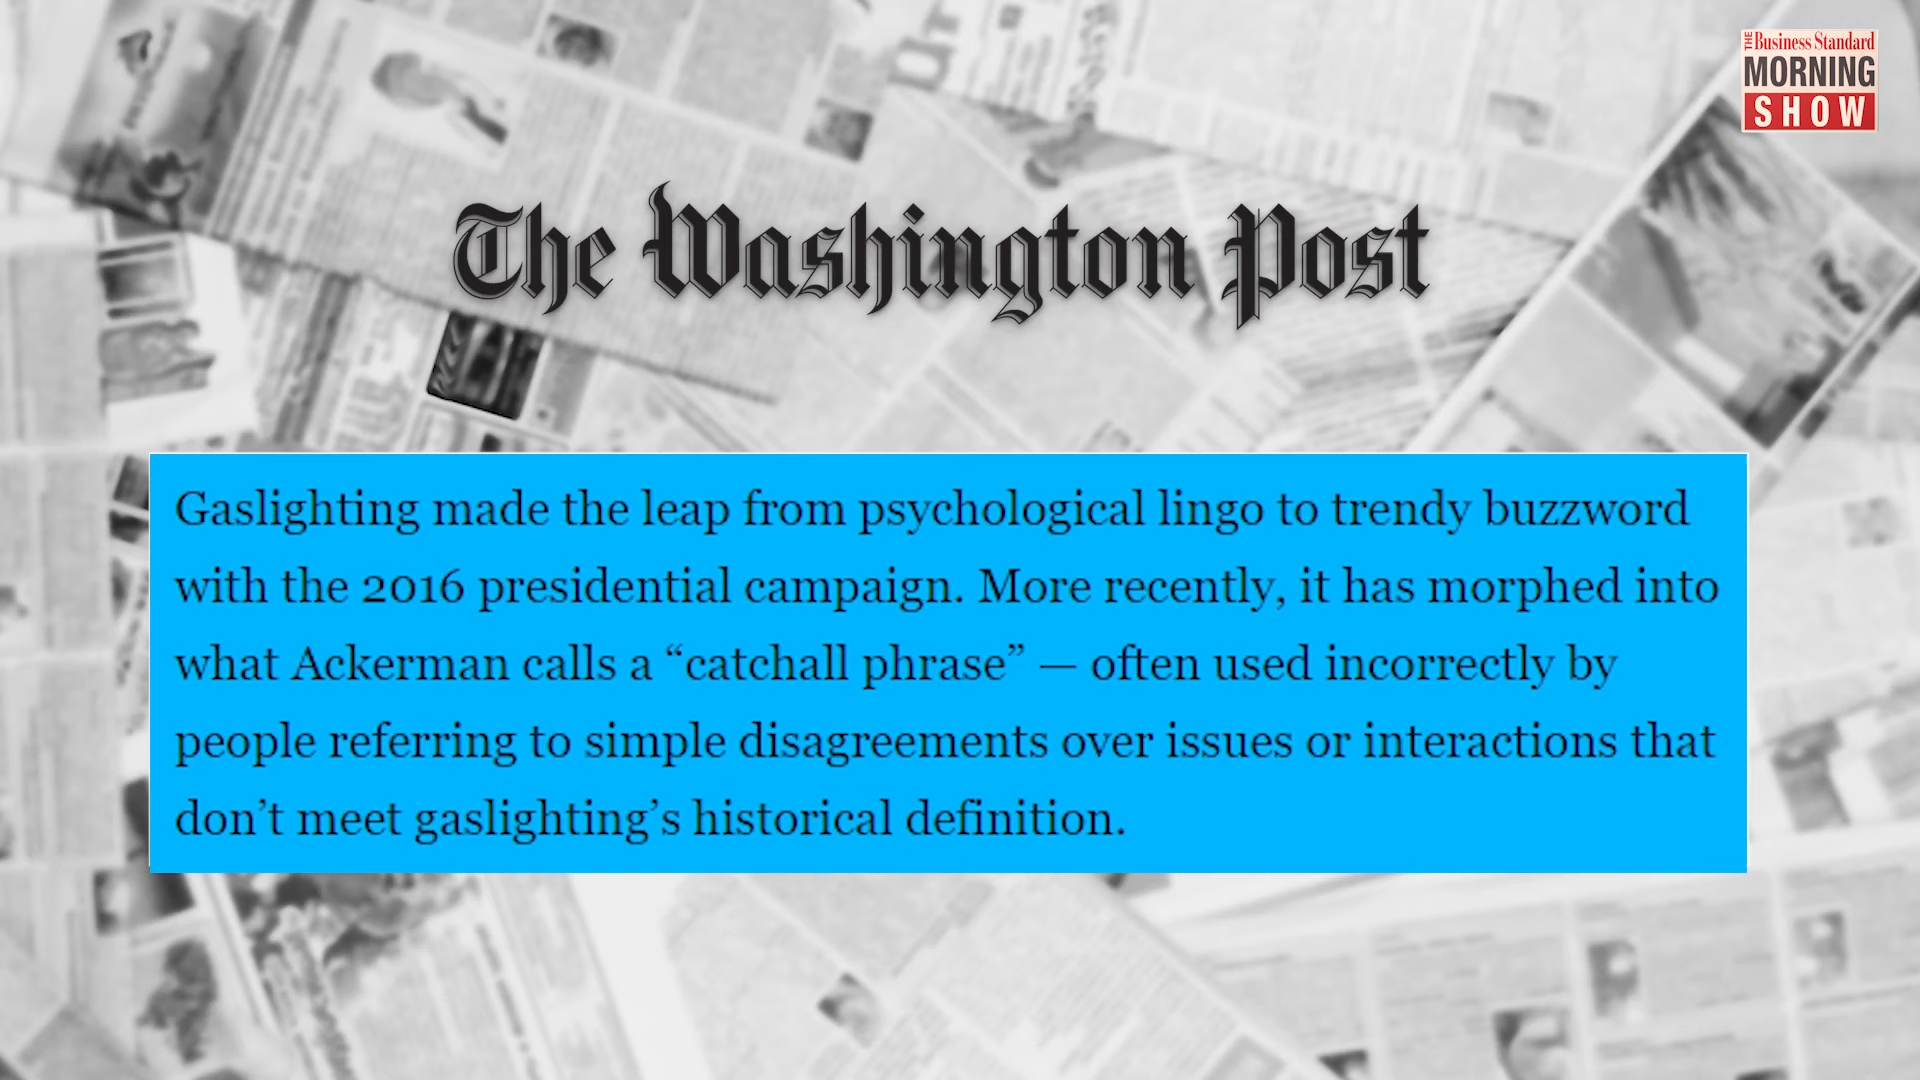 THE
Business Standard
MORNING
SHOW
The Washington Post
Gaslighting made the leap from psychological lingo to trendy buzzword
with the 2016 presidential campaign. More recently, it has morphed into
what Ackerman calls a “catchall phrase” — often used incorrectly by
people referring to simple disagreements over issues or interactions that
don’t meet gaslighting’s historical definition.